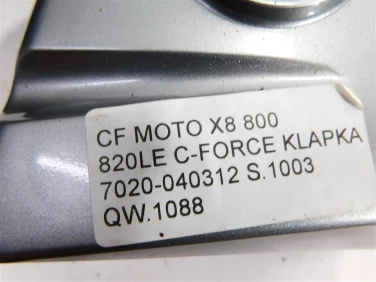 CF MOTO X8 800
820LE C-FORCE KLAPKA
7020-040312 S.1003
QW.1088